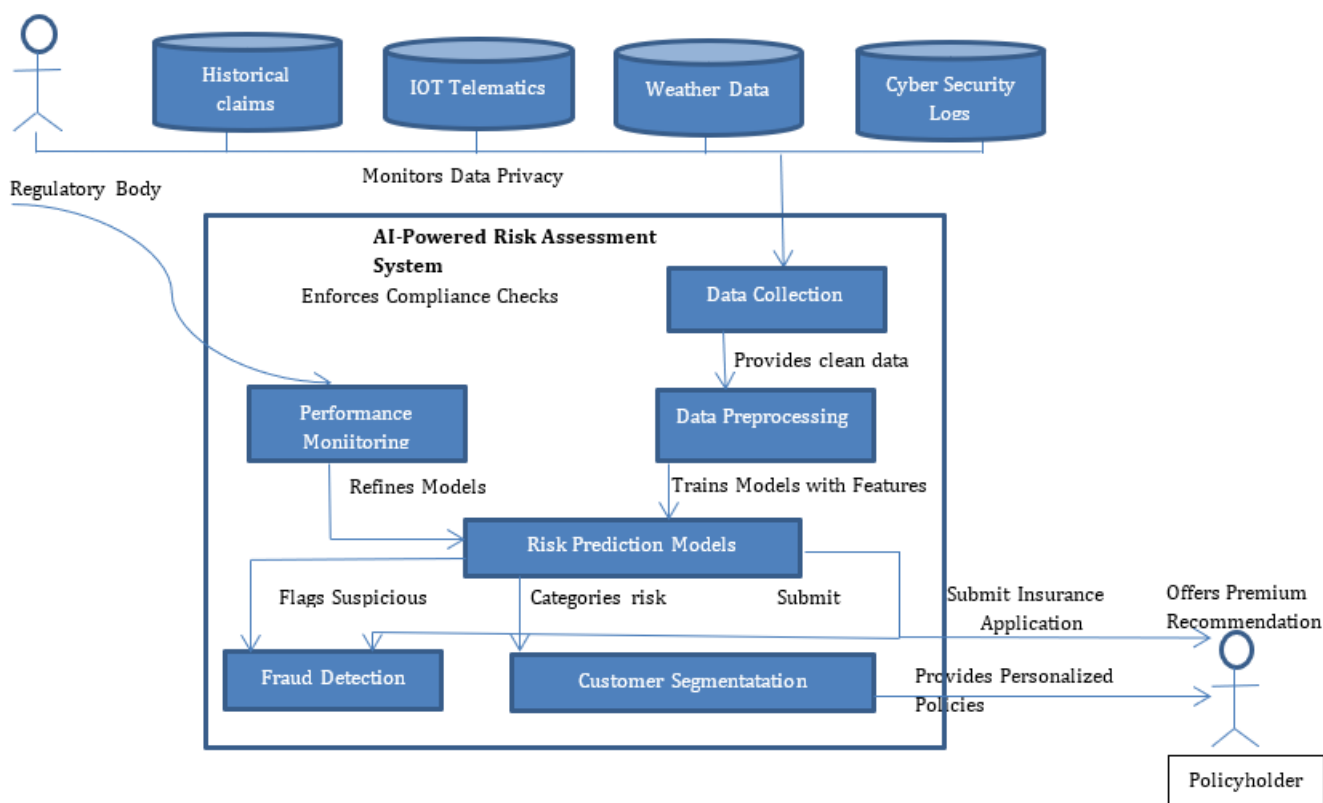 Historical
claims
IOT Telematics
Weather Data
Cyber Security
Logs
Regulatory Body
Monitors Data Privacy
AI-Powered Risk Assessment
System
Enforces Compliance Checks
Data Collection
Provides clean data
Performance
Moniitoring
Data Preprocessing
Refines Models
Trains Models with Features
Risk Prediction Models
Flags Suspicious
Categories risk
Submit
Submit Insurance
Application
Offers Premium
Recommendation
Fraud Detection
Customer Segmentatation
Provides Personalized
Policies
Policyholder